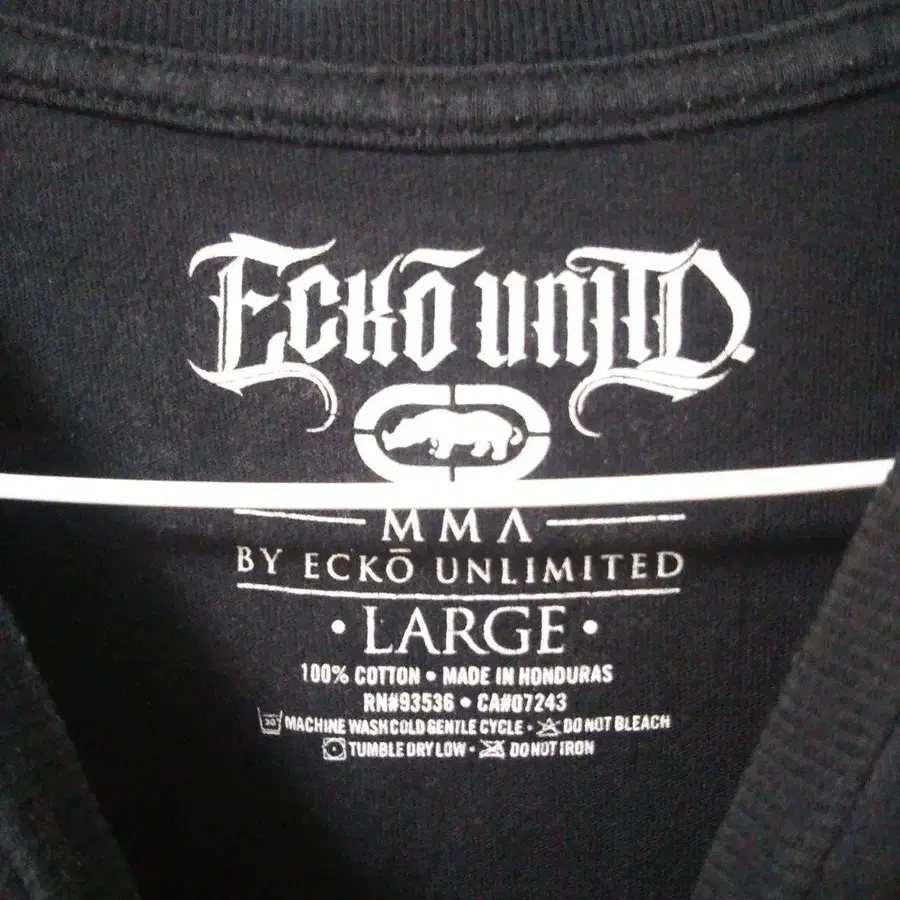 Eckō unltd.
MMA
BY ECKŌ UNLIMITED
• LARGE •
100% COTTON • MADE IN HONDURAS
RN#93536 • CA#07243
30° MACHINE WASH COLD GENTLE CYCLE • DO NOT BLEACH
TUMBLE DRY LOW • DO NOT IRON